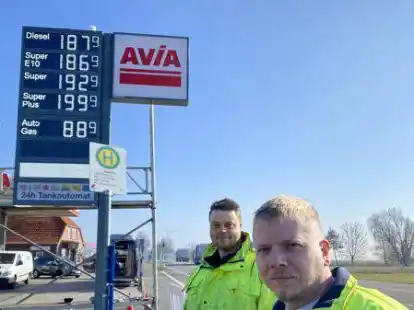 Diesel 187⁹
AVIA
Super E10 186⁹
Super 192⁹
Super Plus 199⁹
Auto Gas 88⁹
H
24h Tankautomat